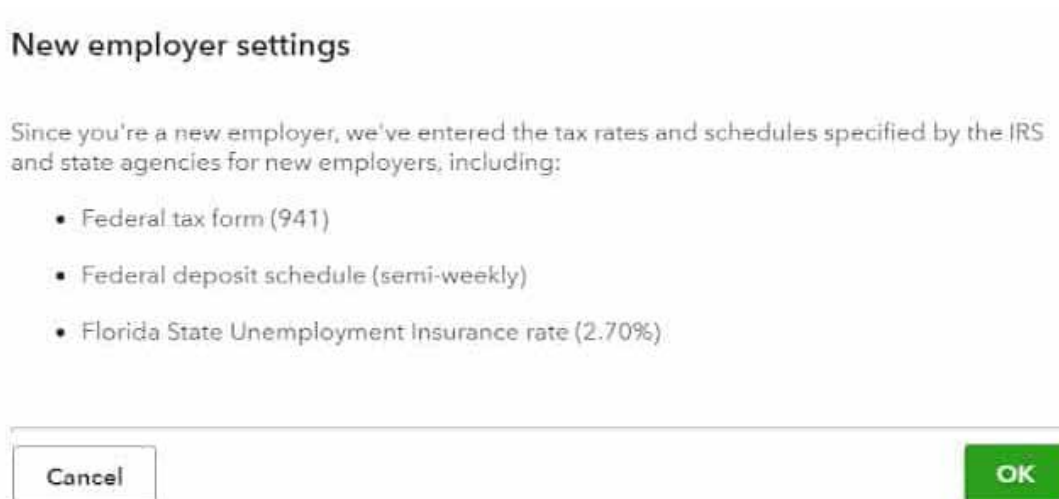 New employer settings
Since you're a new employer, we've entered the tax rates and schedules specified by the IRS
and state agencies for new employers, including:
• Federal tax form (941)
• Federal deposit schedule (semi-weekly)
• Florida State Unemployment Insurance rate (2.70%)
Cancel
OK